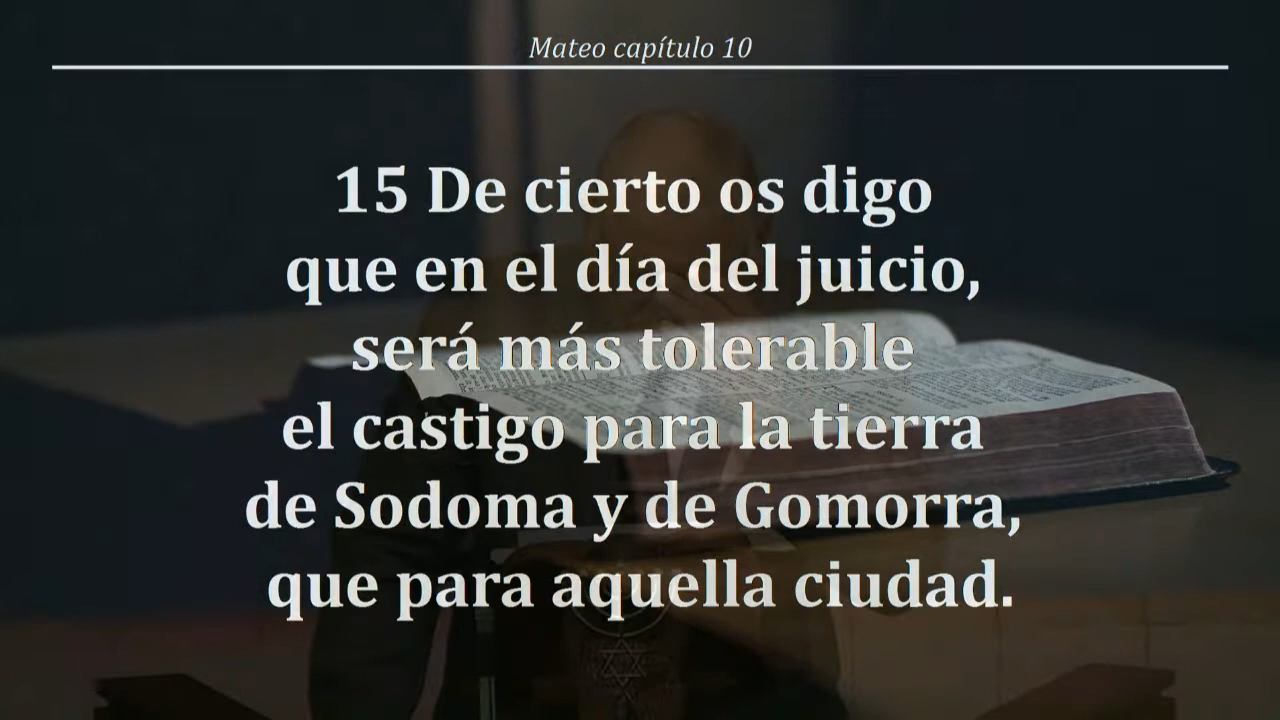 Mateo capítulo 10
15 De cierto os digo
que en el día del juicio,
será más tolerable
el castigo para la tierra
de Sodoma y de Gomorra,
que para aquella ciudad.